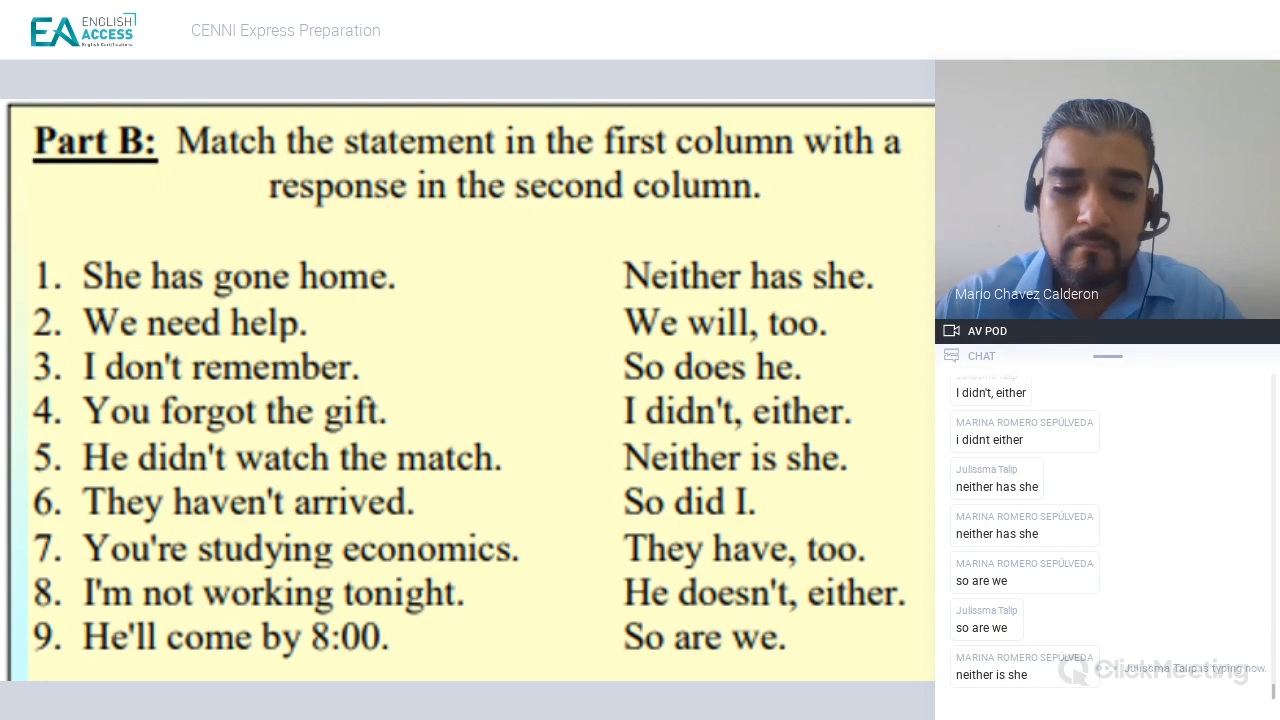 ENGLISH
EA ACCESS
English Certifications
CENNI Express Preparation
Part B: Match the statement in the first column with a
response in the second column.
1. She has gone home. Neither has she.
2. We need help. We will, too.
3. I don't remember. So does he.
4. You forgot the gift. I didn't, either.
5. He didn't watch the match. Neither is she.
6. They haven't arrived. So did I.
7. You're studying economics. They have, too.
8. I'm not working tonight. He doesn't, either.
9. He'll come by 8:00. So are we.
Mario Chavez Calderon
AV POD
CHAT
Julissma Talip
I didn't, either
MARINA ROMERO SEPÚLVEDA
i didnt either
Julissma Talip
neither has she
MARINA ROMERO SEPÚLVEDA
neither has she
MARINA ROMERO SEPÚLVEDA
so are we
Julissma Talip
so are we
MARINA ROMERO SEPÚLVEDA
neither is she
Julissma Talip is typing now.
ClickMeeting